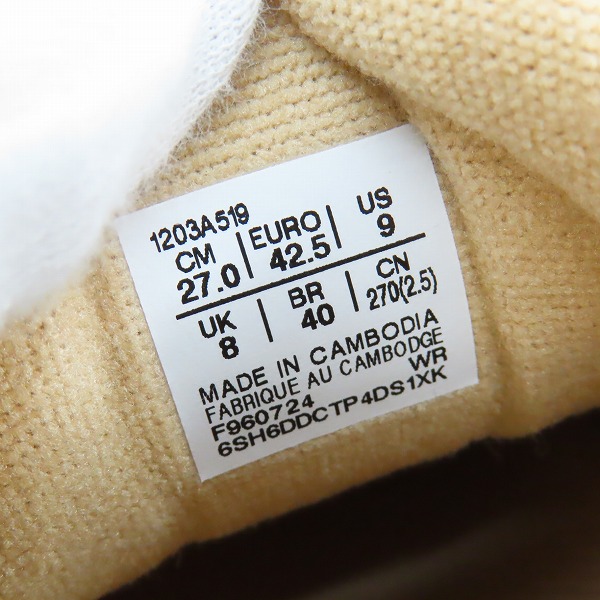 1203A519
CM EURO US
27.0 42.5 9
UK BR CN
8 40 270(2.5)
MADE IN CAMBODIA
FABRIQUE AU CAMBODGE
F960724 WR
6SH6DDCTP4DS1XK